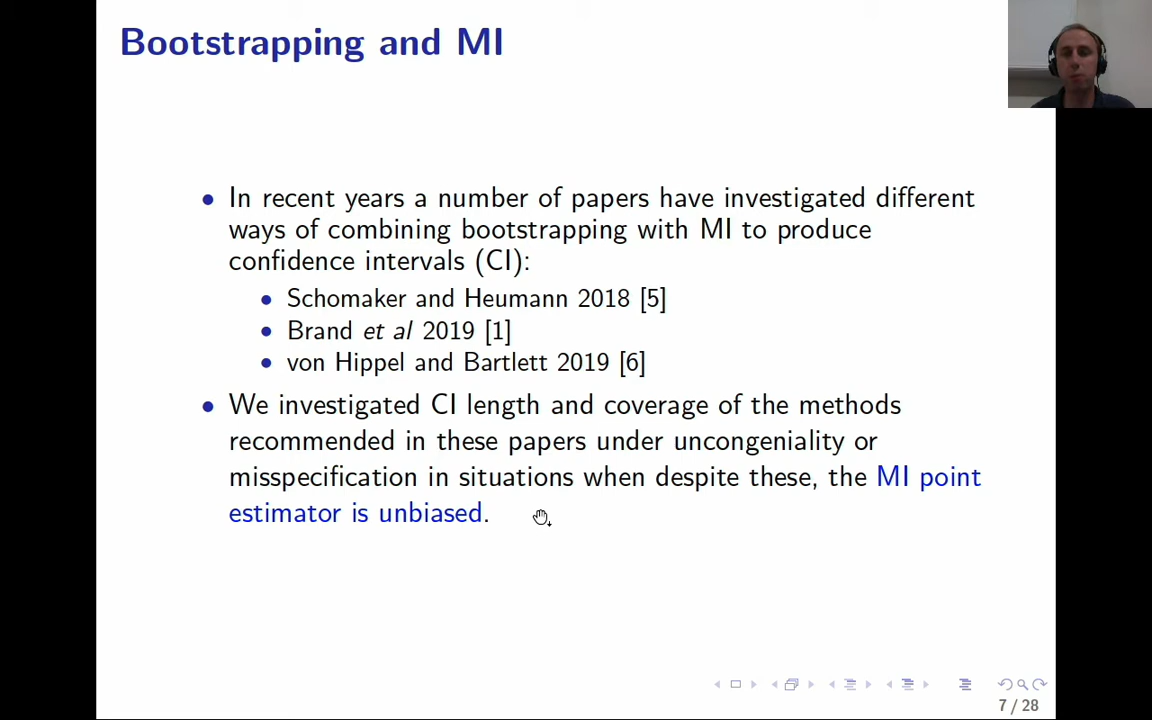 Bootstrapping and MI
• In recent years a number of papers have investigated different
ways of combining bootstrapping with MI to produce
confidence intervals (CI):
• Schomaker and Heumann 2018 [5]
• Brand et al 2019 [1]
• von Hippel and Bartlett 2019 [6]
• We investigated CI length and coverage of the methods
recommended in these papers under uncongeniality or
misspecification in situations when despite these, the MI point
estimator is unbiased.
7 / 28